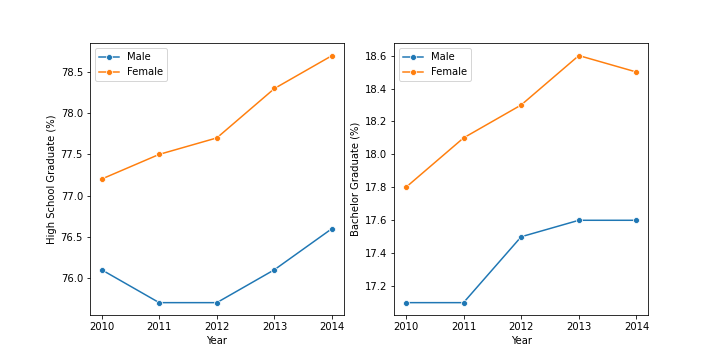 High School Graduate (%)
78.5
78.0
77.5
77.0
76.5
76.0
Male
Female
2010 2011 2012 2013 2014
Year
Bachelor Graduate (%)
18.6
18.4
18.2
18.0
17.8
17.6
17.4
17.2
Male
Female
2010 2011 2012 2013 2014
Year